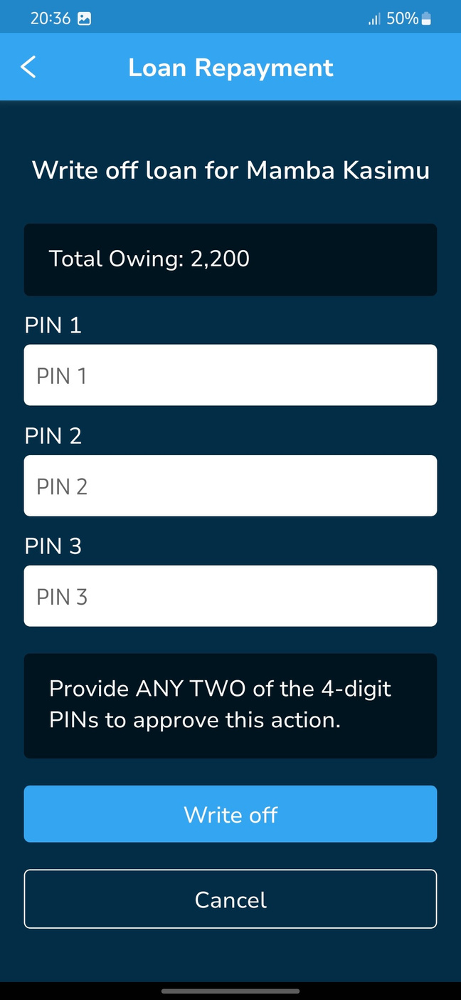 20:36 50%
Loan Repayment
Write off loan for Mamba Kasimu
Total Owing: 2,200
PIN 1
PIN 1
PIN 2
PIN 2
PIN 3
PIN 3
Provide ANY TWO of the 4-digit
PINs to approve this action.
Write off
Cancel